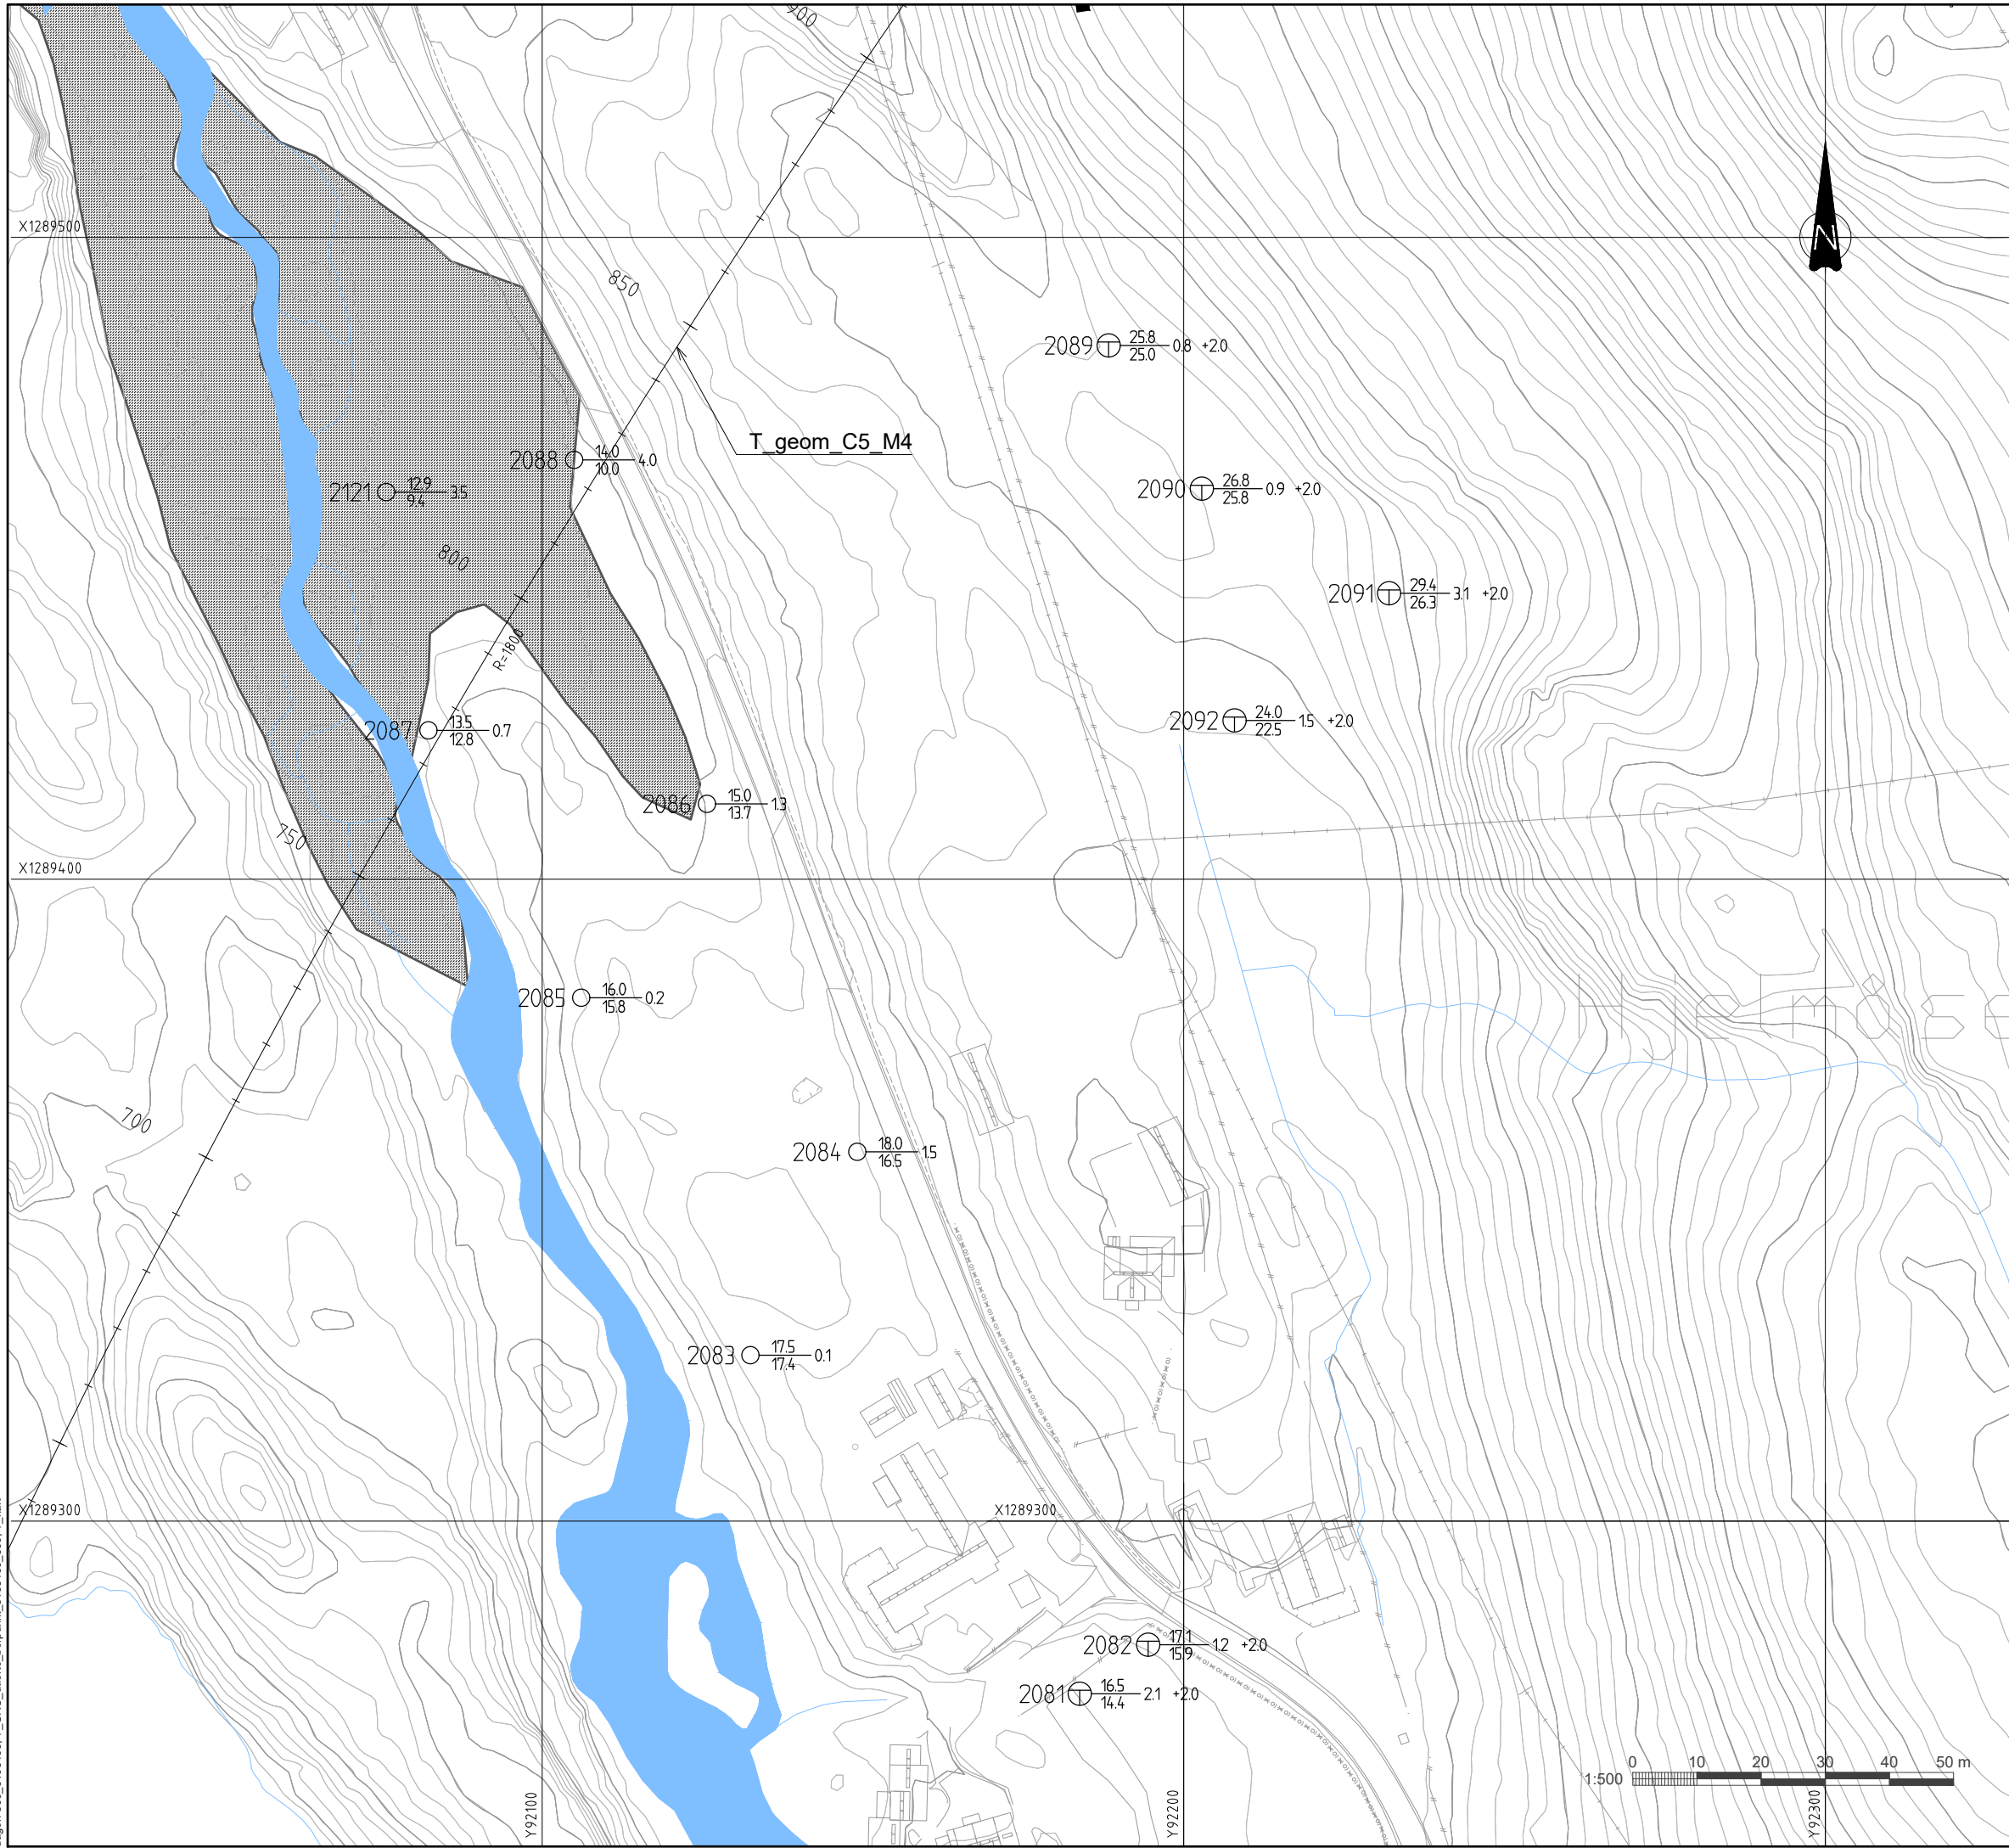 900
X1289500
N
850
2089 25.8 25.0 0.8 +2.0
T_geom_C5_M4
2088 14.0 10.0 4.0
2121 12.9 9.4 3.5
2090 26.8 25.8 0.9 +2.0
800
2091 29.4 26.3 3.1 +2.0
R=1800
2087 13.5 12.8 0.7
2092 24.0 22.5 1.5 +2.0
2086 15.0 13.7 1.3
750
X1289400
2085 16.0 15.8 0.2
700
2084 18.0 16.5 1.5
2083 17.5 17.4 0.1
X1289300
X1289300
2082 17.1 15.9 1.2 +2.0
2081 16.5 14.4 2.1 +2.0
0 10 20 30 40 50 m
1:500
Y92100
Y92200
Y92300